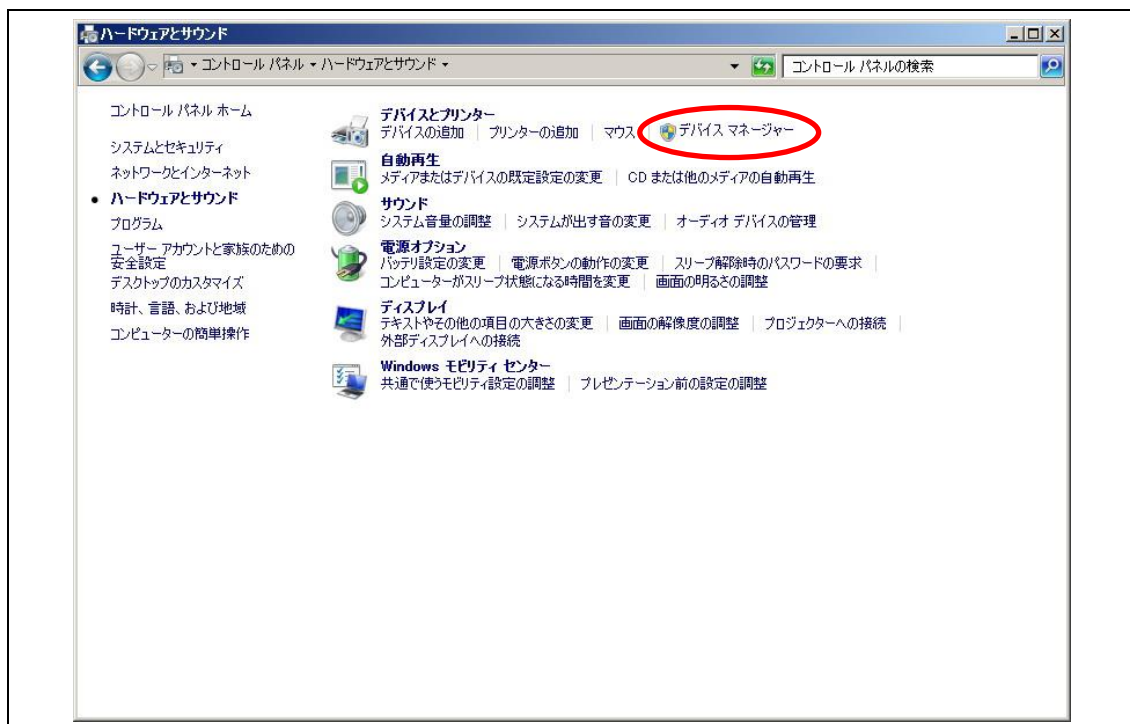 ハードウェアとサウンド
コントロール パネル ハードウェアとサウンド
コントロール パネルの検索
コントロール パネル ホーム
システムとセキュリティ
ネットワークとインターネット
ハードウェアとサウンド
プログラム
ユーザー アカウントと家族のための
安全設定
デスクトップのカスタマイズ
時計、言語、および地域
コンピューターの簡単操作
デバイスとプリンター
デバイスの追加 プリンターの追加 マウス デバイス マネージャー
自動再生
メディアまたはデバイスの既定設定の変更 CD または他のメディアの自動再生
サウンド
システム音量の調整 システムが出す音の変更 オーディオ デバイスの管理
電源オプション
バッテリ設定の変更 電源ボタンの動作の変更 スリープ解除時のパスワードの要求
コンピューターがスリープ状態になる時間を変更 画面の明るさの調整
ディスプレイ
テキストやその他の項目の大きさの変更 画面の解像度の調整 プロジェクターへの接続
外部ディスプレイへの接続
Windows モビリティ センター
共通で使うモビリティ設定の調整 プレゼンテーション前の設定の調整